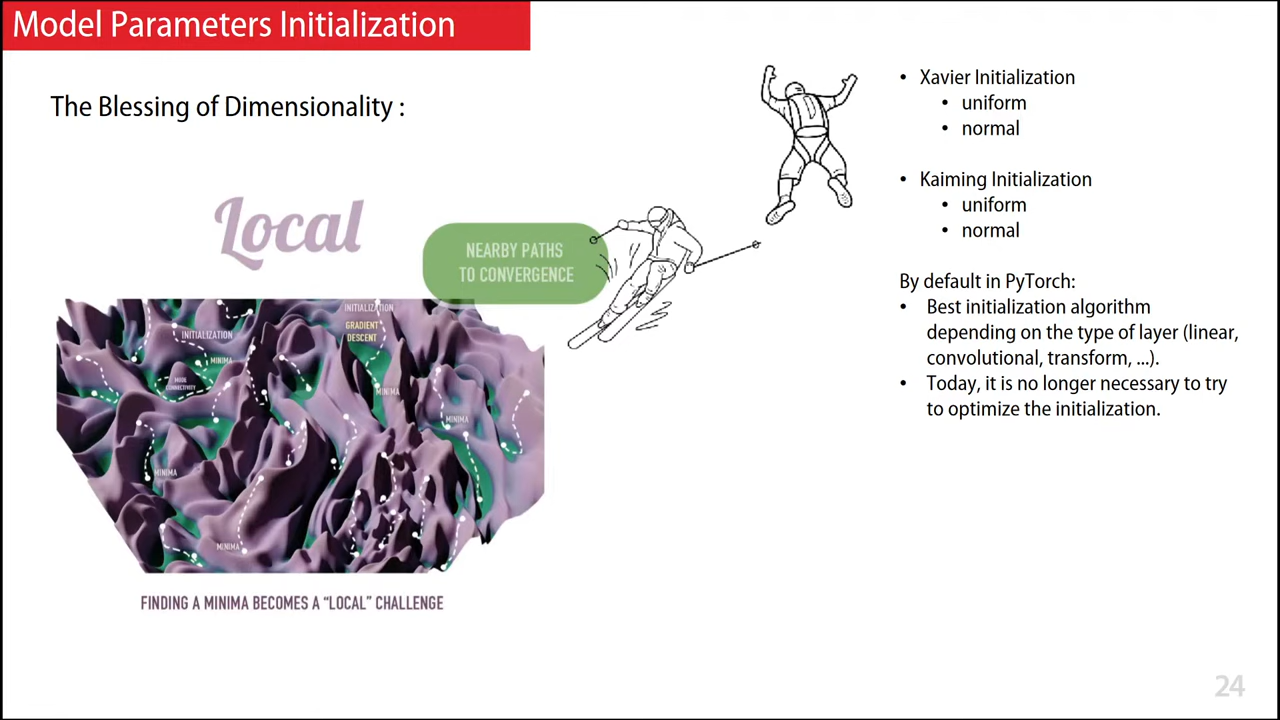 Model Parameters Initialization
The Blessing of Dimensionality :
Local
NEARBY PATHS
TO CONVERGENCE
INITIALIZATION
GRADIENT
DESCENT
INITIALIZATION
MINIMA
MODE
CONNECTIVITY
MINIMA
MINIMA
MINIMA
MINIMA
FINDING A MINIMA BECOMES A “LOCAL” CHALLENGE
• Xavier Initialization
• uniform
• normal
• Kaiming Initialization
• uniform
• normal
By default in PyTorch:
• Best initialization algorithm
depending on the type of layer (linear,
convolutional, transform, ...).
• Today, it is no longer necessary to try
to optimize the initialization.
24